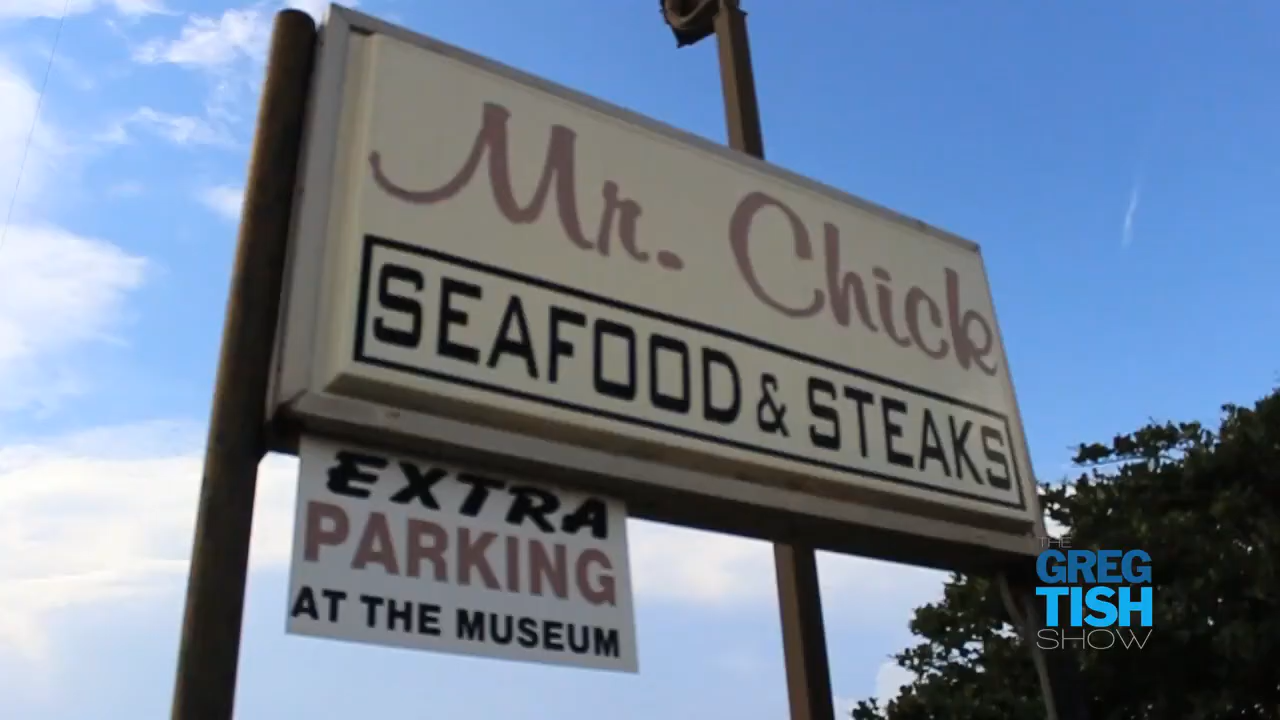 Mr. Chick
SEAFOOD & STEAKS
EXTRA
PARKING
AT THE MUSEUM
THE
GREG
TISH
SHOW